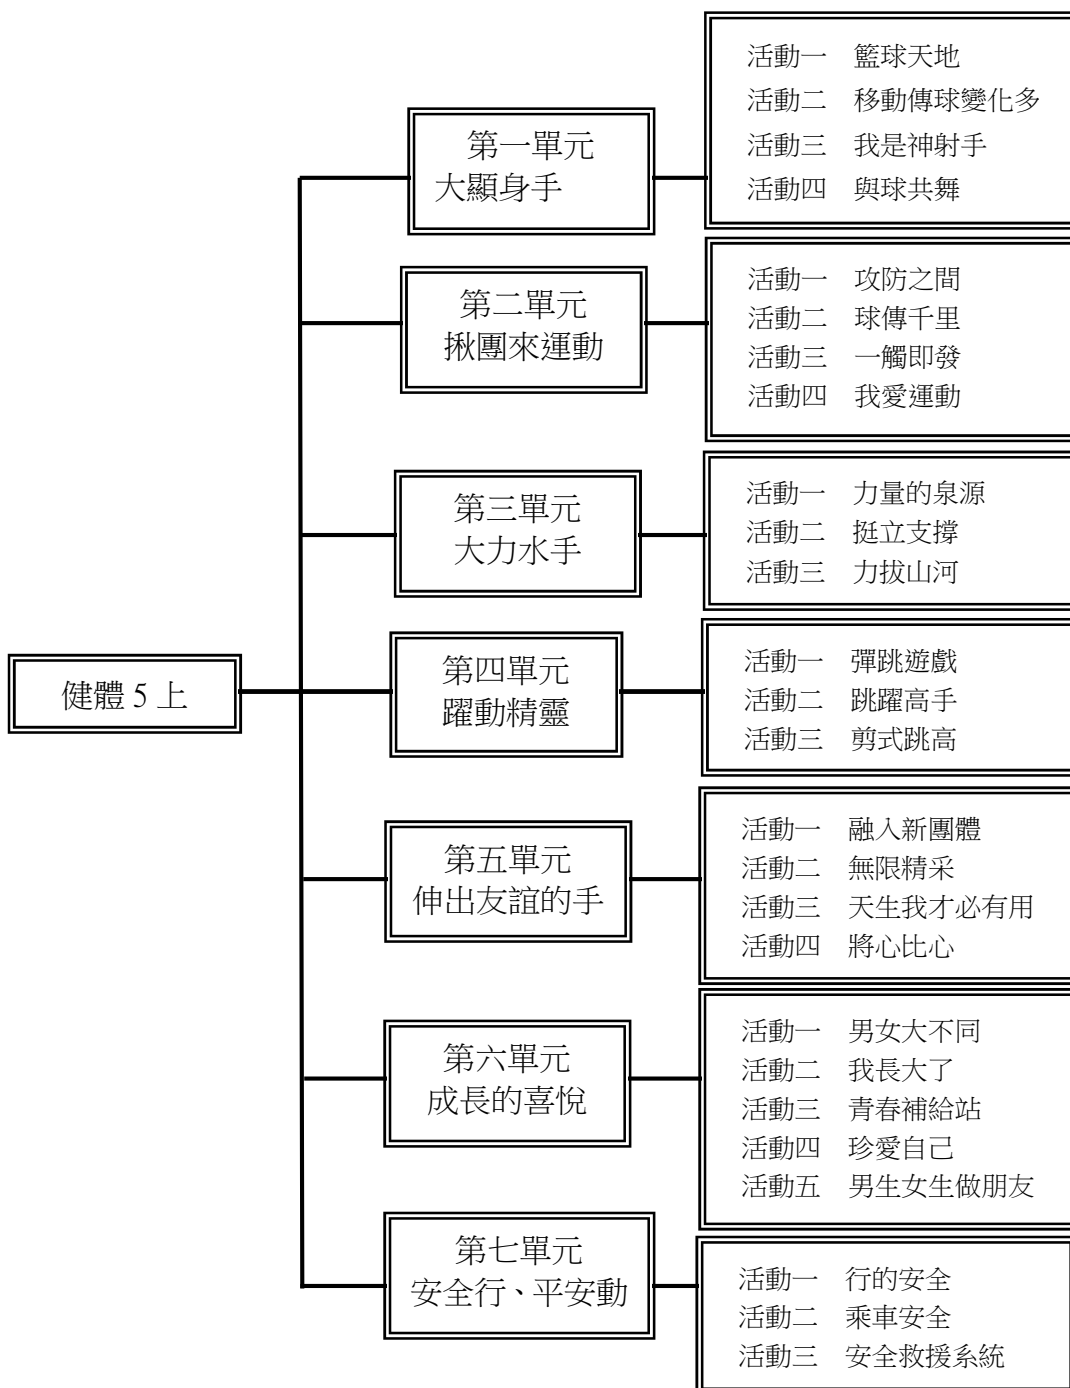 健體 5 上
第一單元
大顯身手
活動一　籃球天地
活動二　移動傳球變化多
活動三　我是神射手
活動四　與球共舞
第二單元
揪團來運動
活動一　攻防之間
活動二　球傳千里
活動三　一觸即發
活動四　我愛運動
第三單元
大力水手
活動一　力量的泉源
活動二　挺立支撐
活動三　力拔山河
第四單元
躍動精靈
活動一　彈跳遊戲
活動二　跳躍高手
活動三　剪式跳高
第五單元
伸出友誼的手
活動一　融入新團體
活動二　無限精采
活動三　天生我才必有用
活動四　將心比心
第六單元
成長的喜悅
活動一　男女大不同
活動二　我長大了
活動三　青春補給站
活動四　珍愛自己
活動五　男生女生做朋友
第七單元
安全行、平安動
活動一　行的安全
活動二　乘車安全
活動三　安全救援系統